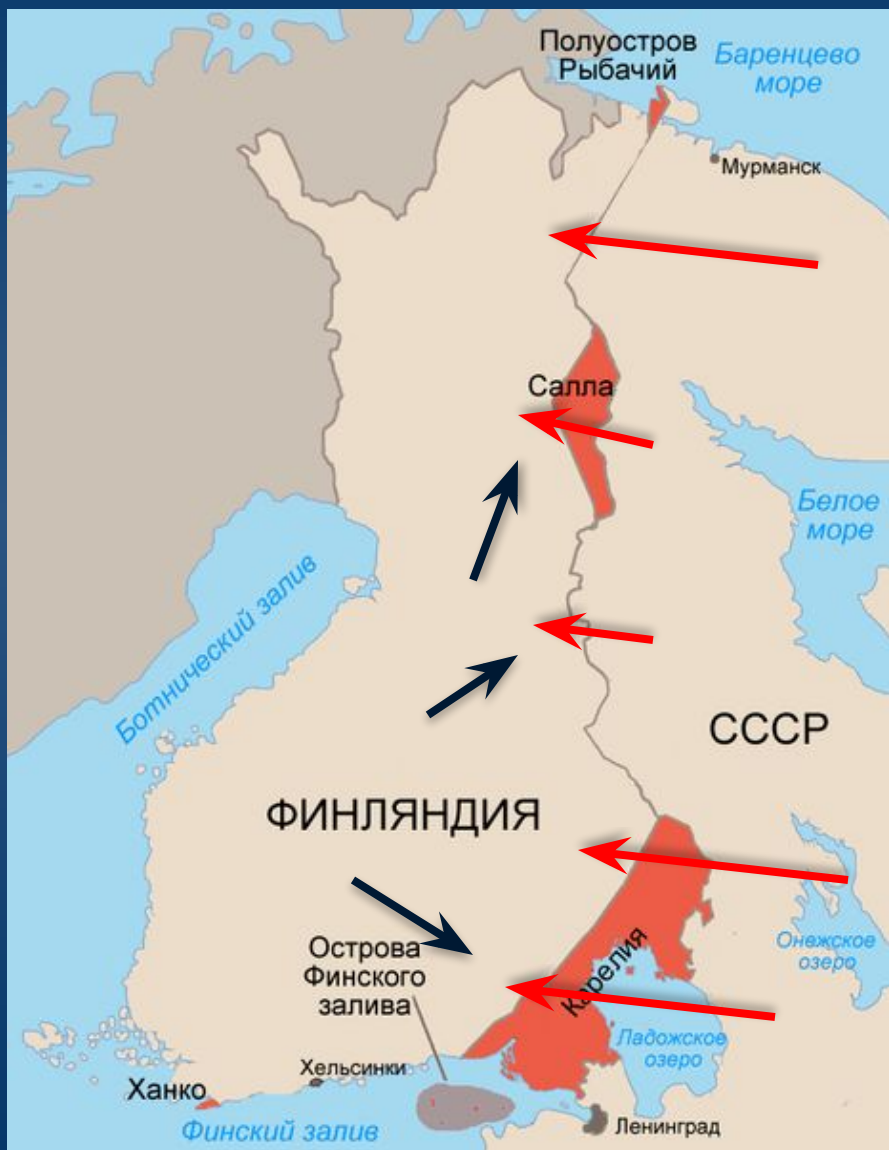 Полуостров
Рыбачий
Баренцево
море
Мурманск
Салла
Белое
море
Ботнический залив
СССР
ФИНЛЯНДИЯ
Карелия
Онежское
озеро
Острова
Финского
залива
Ладожское
озеро
Хельсинки
Ханко
Финский залив
Ленинград